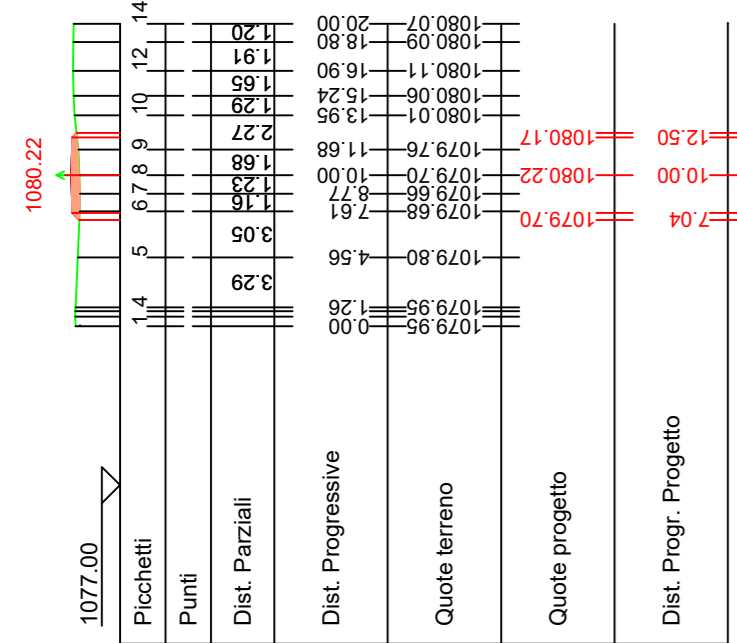 1080.22
1077.00
Picchetti 1 4 5 6 7 8 9 10 12 14
Punti
Dist. Parziali 3.29 3.05 1.16 1.23 1.68 2.27 1.29 1.65 1.91 1.20
Dist. Progressive 0.00 1.26 4.56 7.61 8.77 10.00 11.68 13.95 15.24 16.90 18.80 20.00
Quote terreno 1079.95 1079.95 1079.80 1079.68 1079.66 1079.70 1079.76 1080.01 1080.06 1080.11 1080.09 1080.07
Quote progetto 1079.70 1080.22 1080.17
Dist. Progr. Progetto 7.04 10.00 12.50